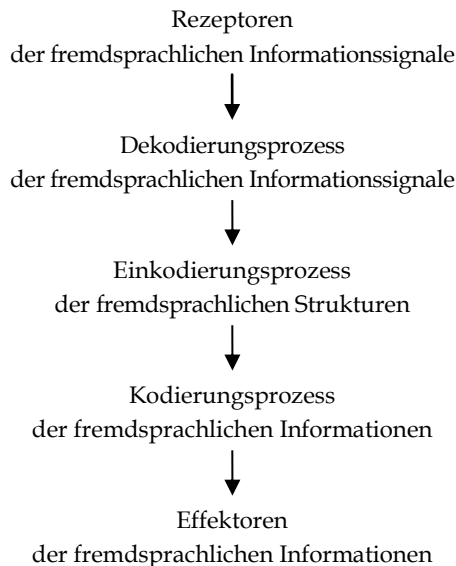 Rezeptoren
der fremdsprachlichen Informationssignale
Dekodierungsprozess
der fremdsprachlichen Informationssignale
Einkodierungsprozess
der fremdsprachlichen Strukturen
Kodierungsprozess
der fremdsprachlichen Informationen
Effektoren
der fremdsprachlichen Informationen